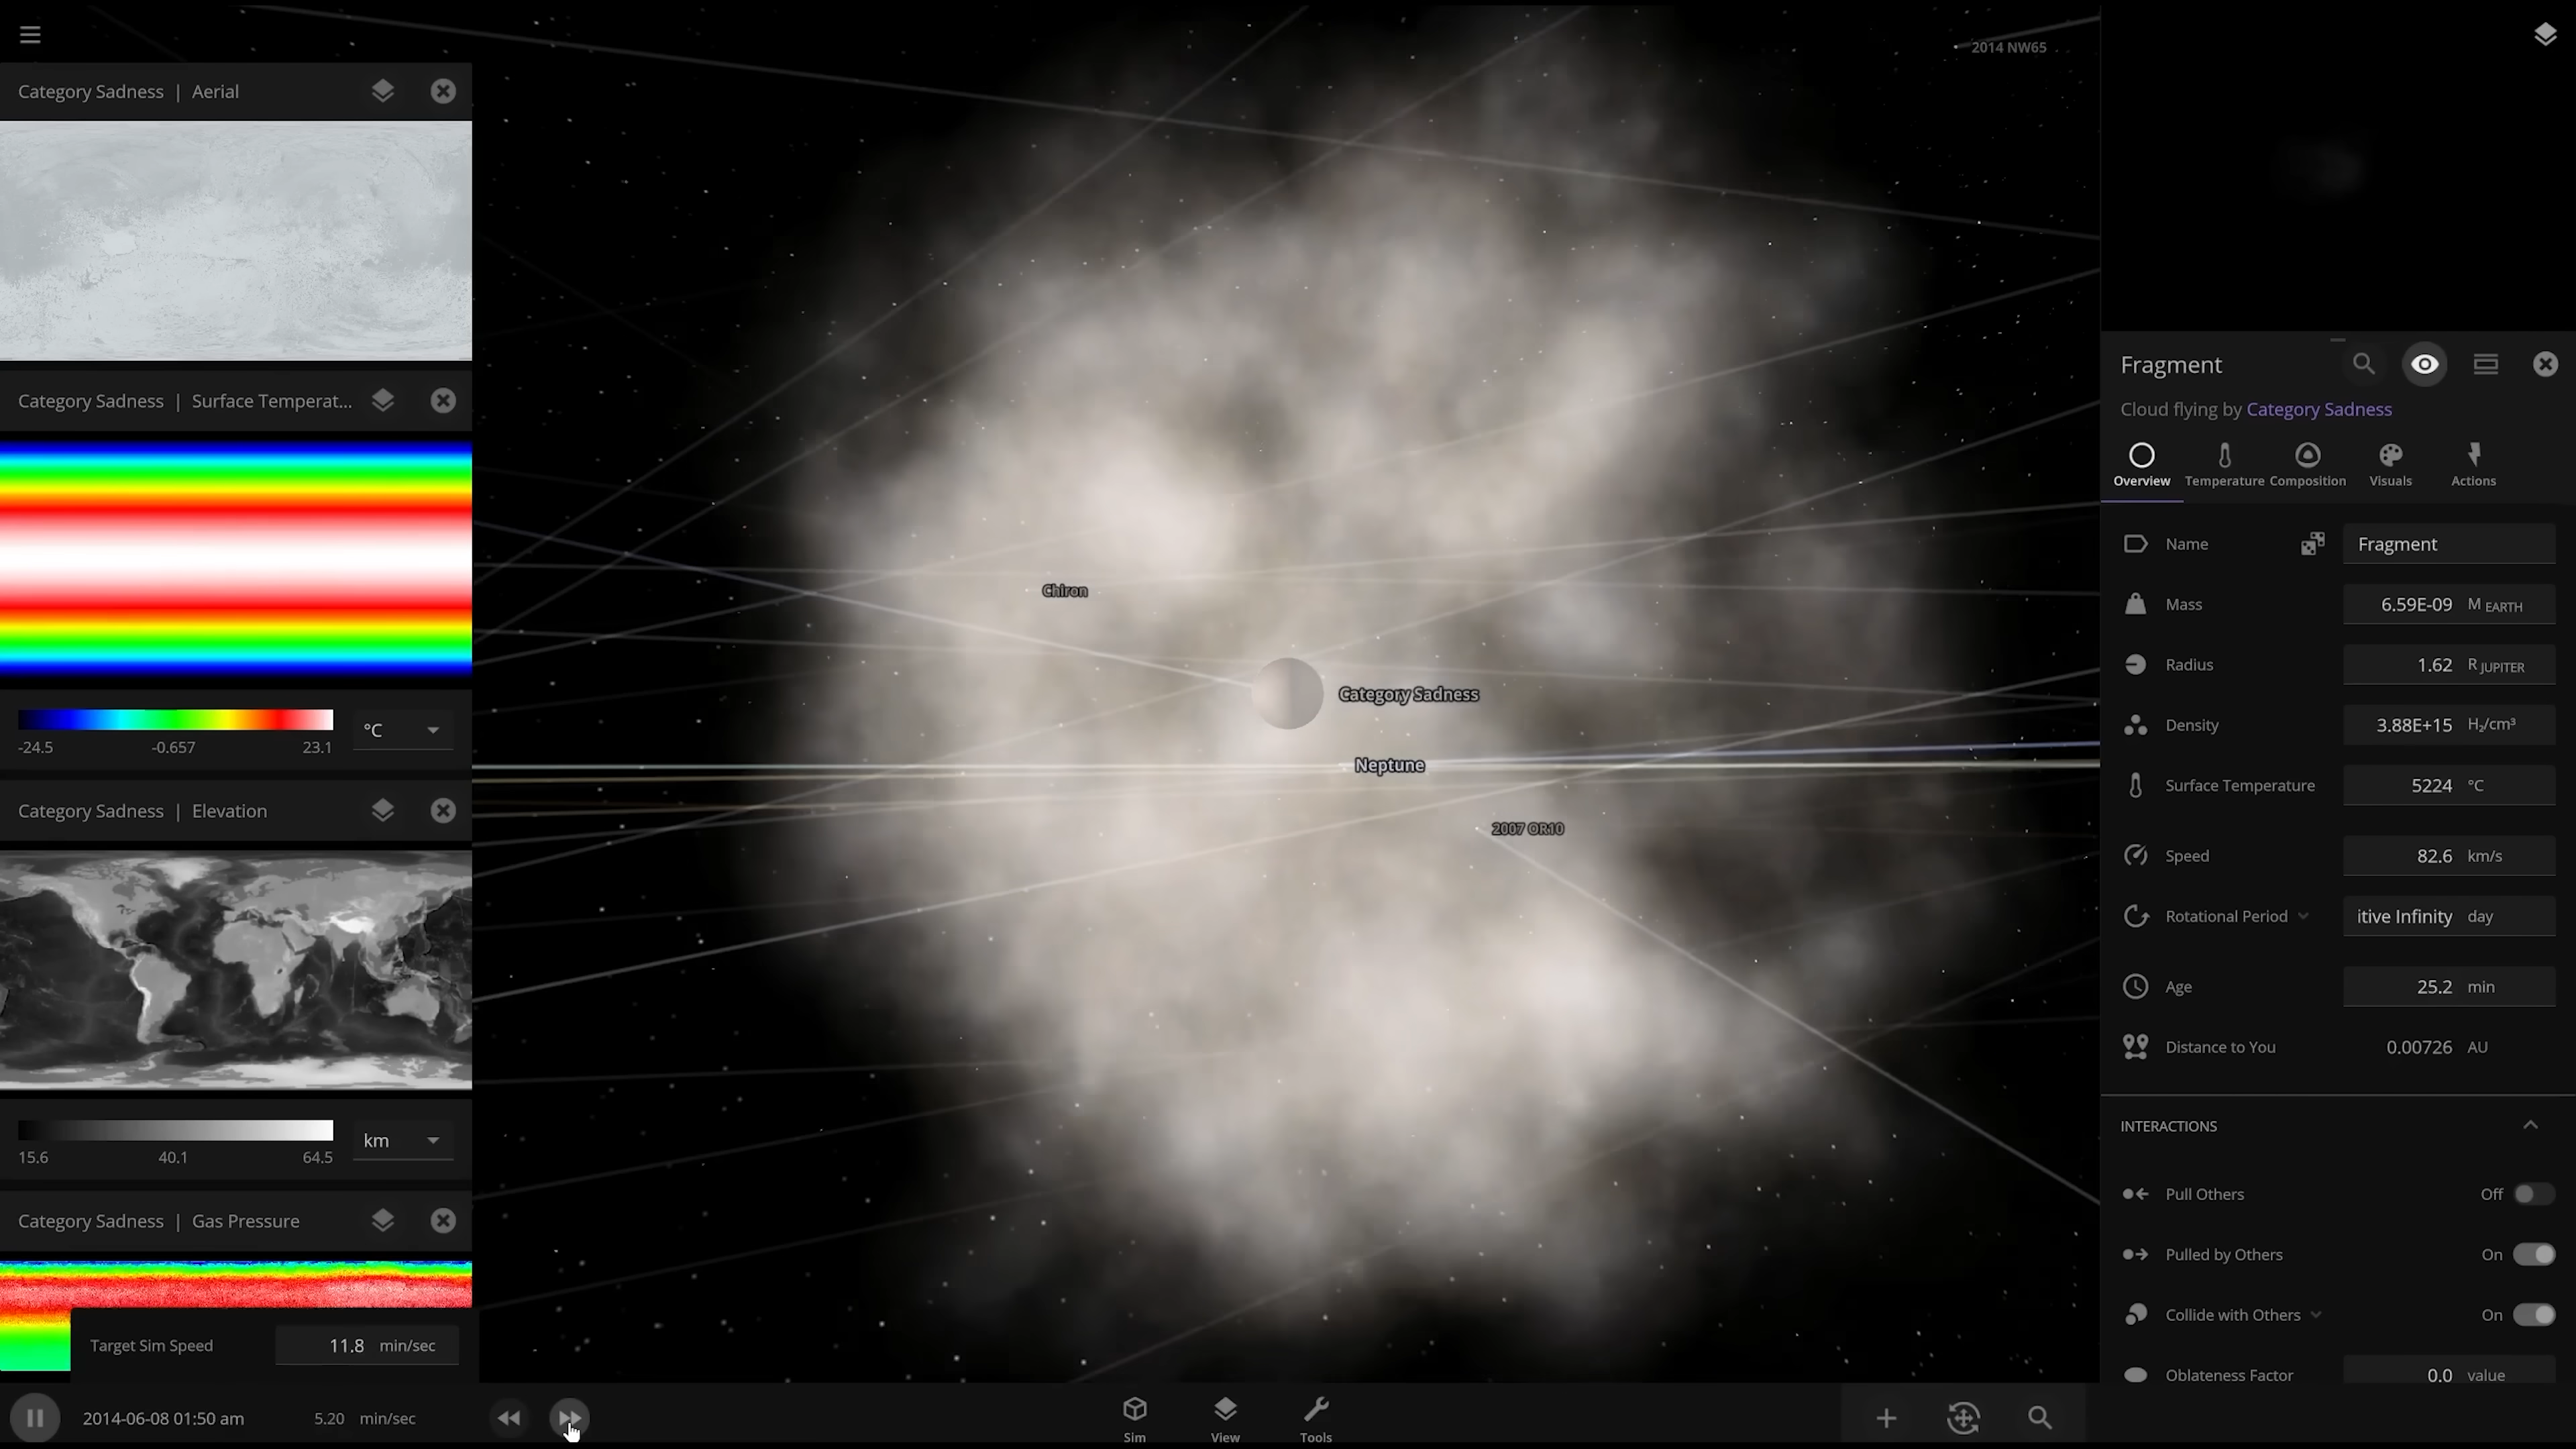 2014 NW65
Category Sadness | Aerial
Category Sadness | Surface Temperat...
-24.5 -0.657 23.1 °C
Category Sadness | Elevation
15.6 40.1 64.5 km
Category Sadness | Gas Pressure
Target Sim Speed 11.8 min/sec
2014-06-08 01:50 am 5.20 min/sec
Chiron
Category Sadness
Neptune
2007 OR10
Sim View Tools
Fragment
Cloud flying by Category Sadness
Overview Temperature Composition Visuals Actions
Name Fragment
Mass 6.59E-09 M EARTH
Radius 1.62 R JUPITER
Density 3.88E+15 H₂/cm³
Surface Temperature 5224 °C
Speed 82.6 km/s
Rotational Period itive Infinity day
Age 25.2 min
Distance to You 0.00726 AU
INTERACTIONS
Pull Others Off
Pulled by Others On
Collide with Others On
Oblateness Factor 0.0 value